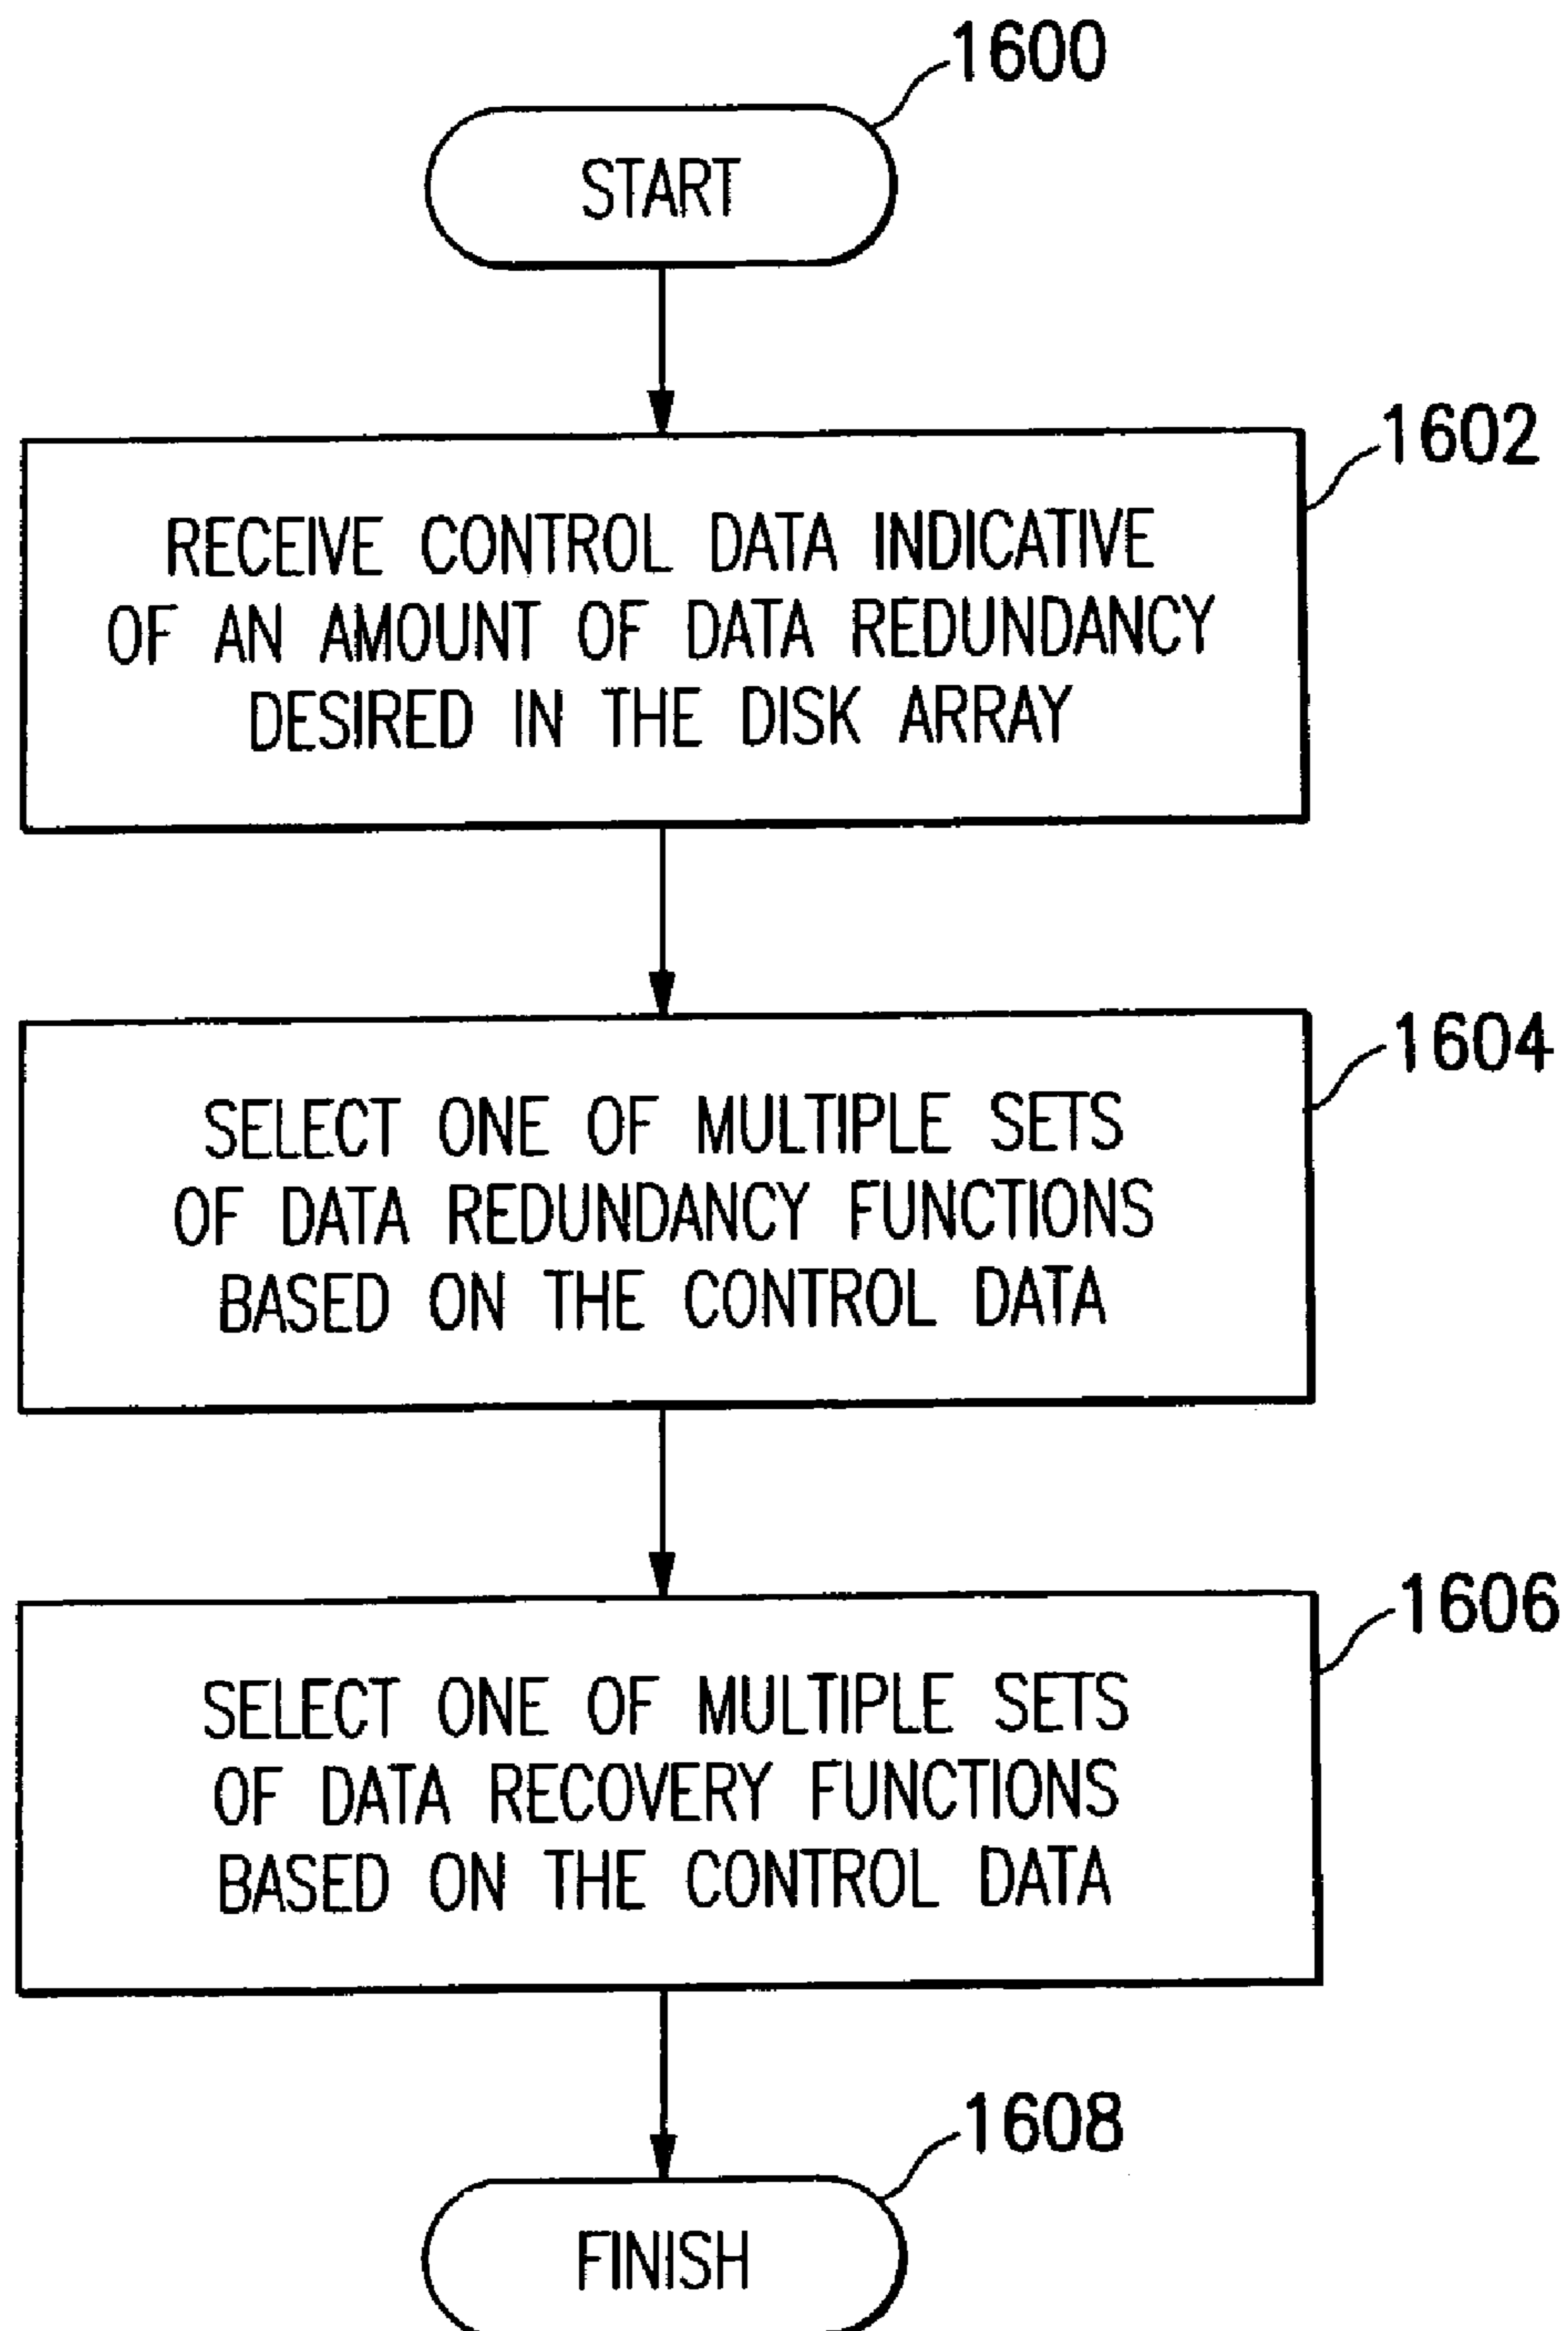 1600
START
1602
RECEIVE CONTROL DATA INDICATIVE
OF AN AMOUNT OF DATA REDUNDANCY
DESIRED IN THE DISK ARRAY
1604
SELECT ONE OF MULTIPLE SETS
OF DATA REDUNDANCY FUNCTIONS
BASED ON THE CONTROL DATA
1606
SELECT ONE OF MULTIPLE SETS
OF DATA RECOVERY FUNCTIONS
BASED ON THE CONTROL DATA
1608
FINISH